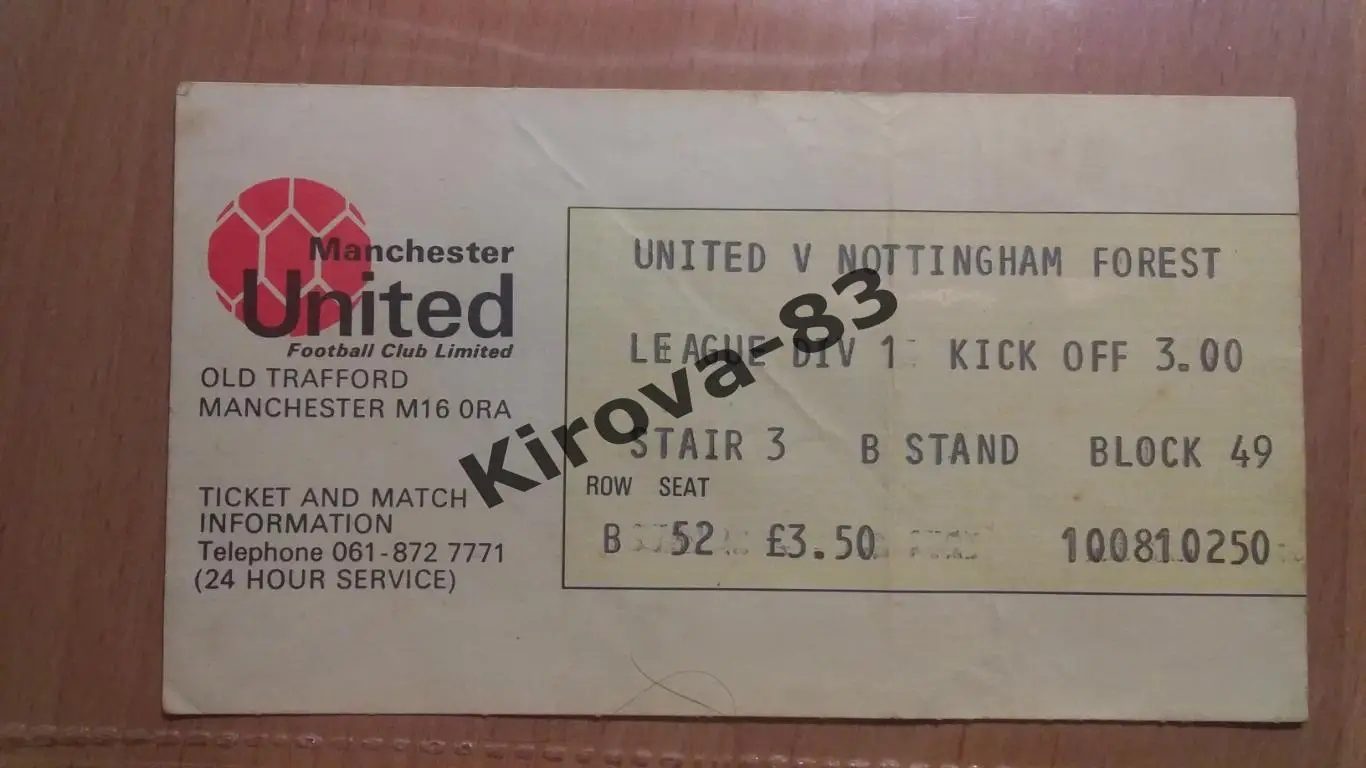 Manchester
United
Football Club Limited
OLD TRAFFORD
MANCHESTER M16 0RA
TICKET AND MATCH
INFORMATION
Telephone 061-872 7771
(24 HOUR SERVICE)
UNITED V NOTTINGHAM FOREST
LEAGUE DIV 1 KICK OFF 3.00
STAIR 3 B STAND BLOCK 49
ROW SEAT
B 52 £3.50 100810250
Kirova-83